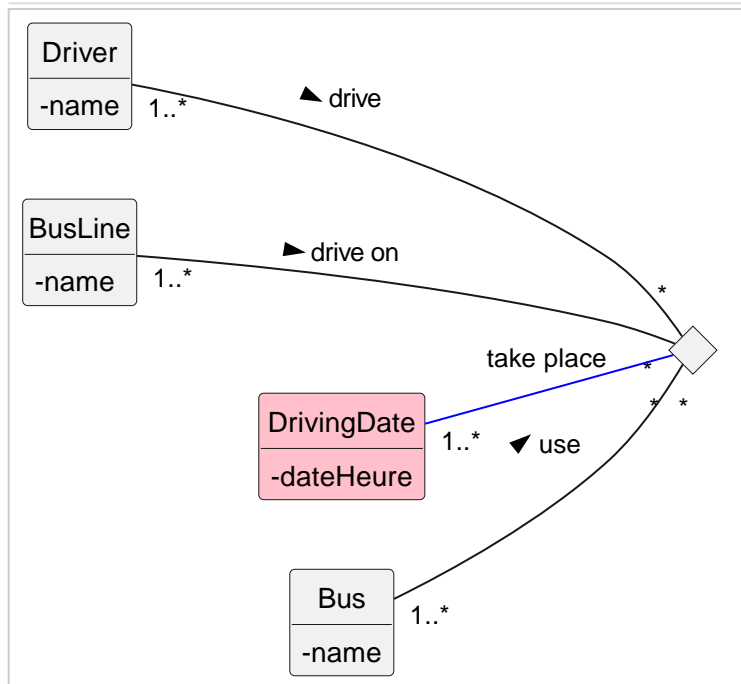 Driver
-name
1..*
drive
BusLine
-name
1..*
drive on
*
take place
*
DrivingDate
-dateHeure
1..*
use
* *
Bus
-name
1..*